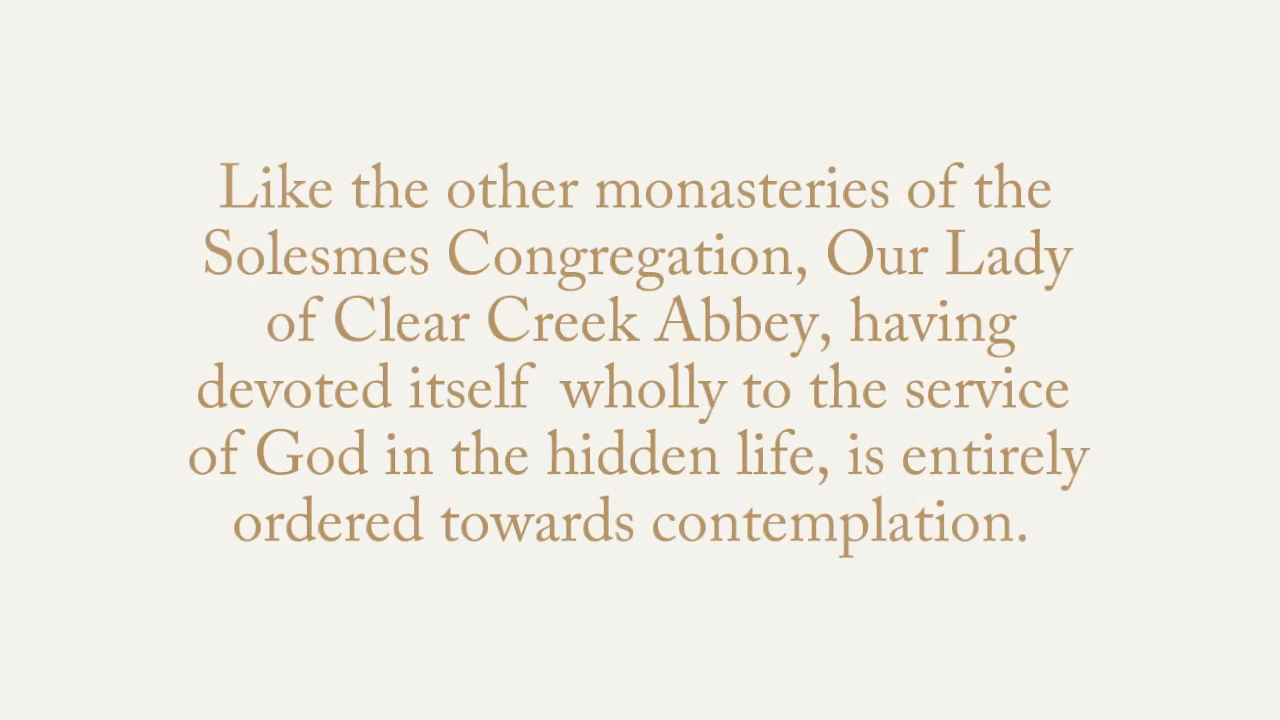 Like the other monasteries of the
Solesmes Congregation, Our Lady
of Clear Creek Abbey, having
devoted itself  wholly to the service
of God in the hidden life, is entirely
ordered towards contemplation.